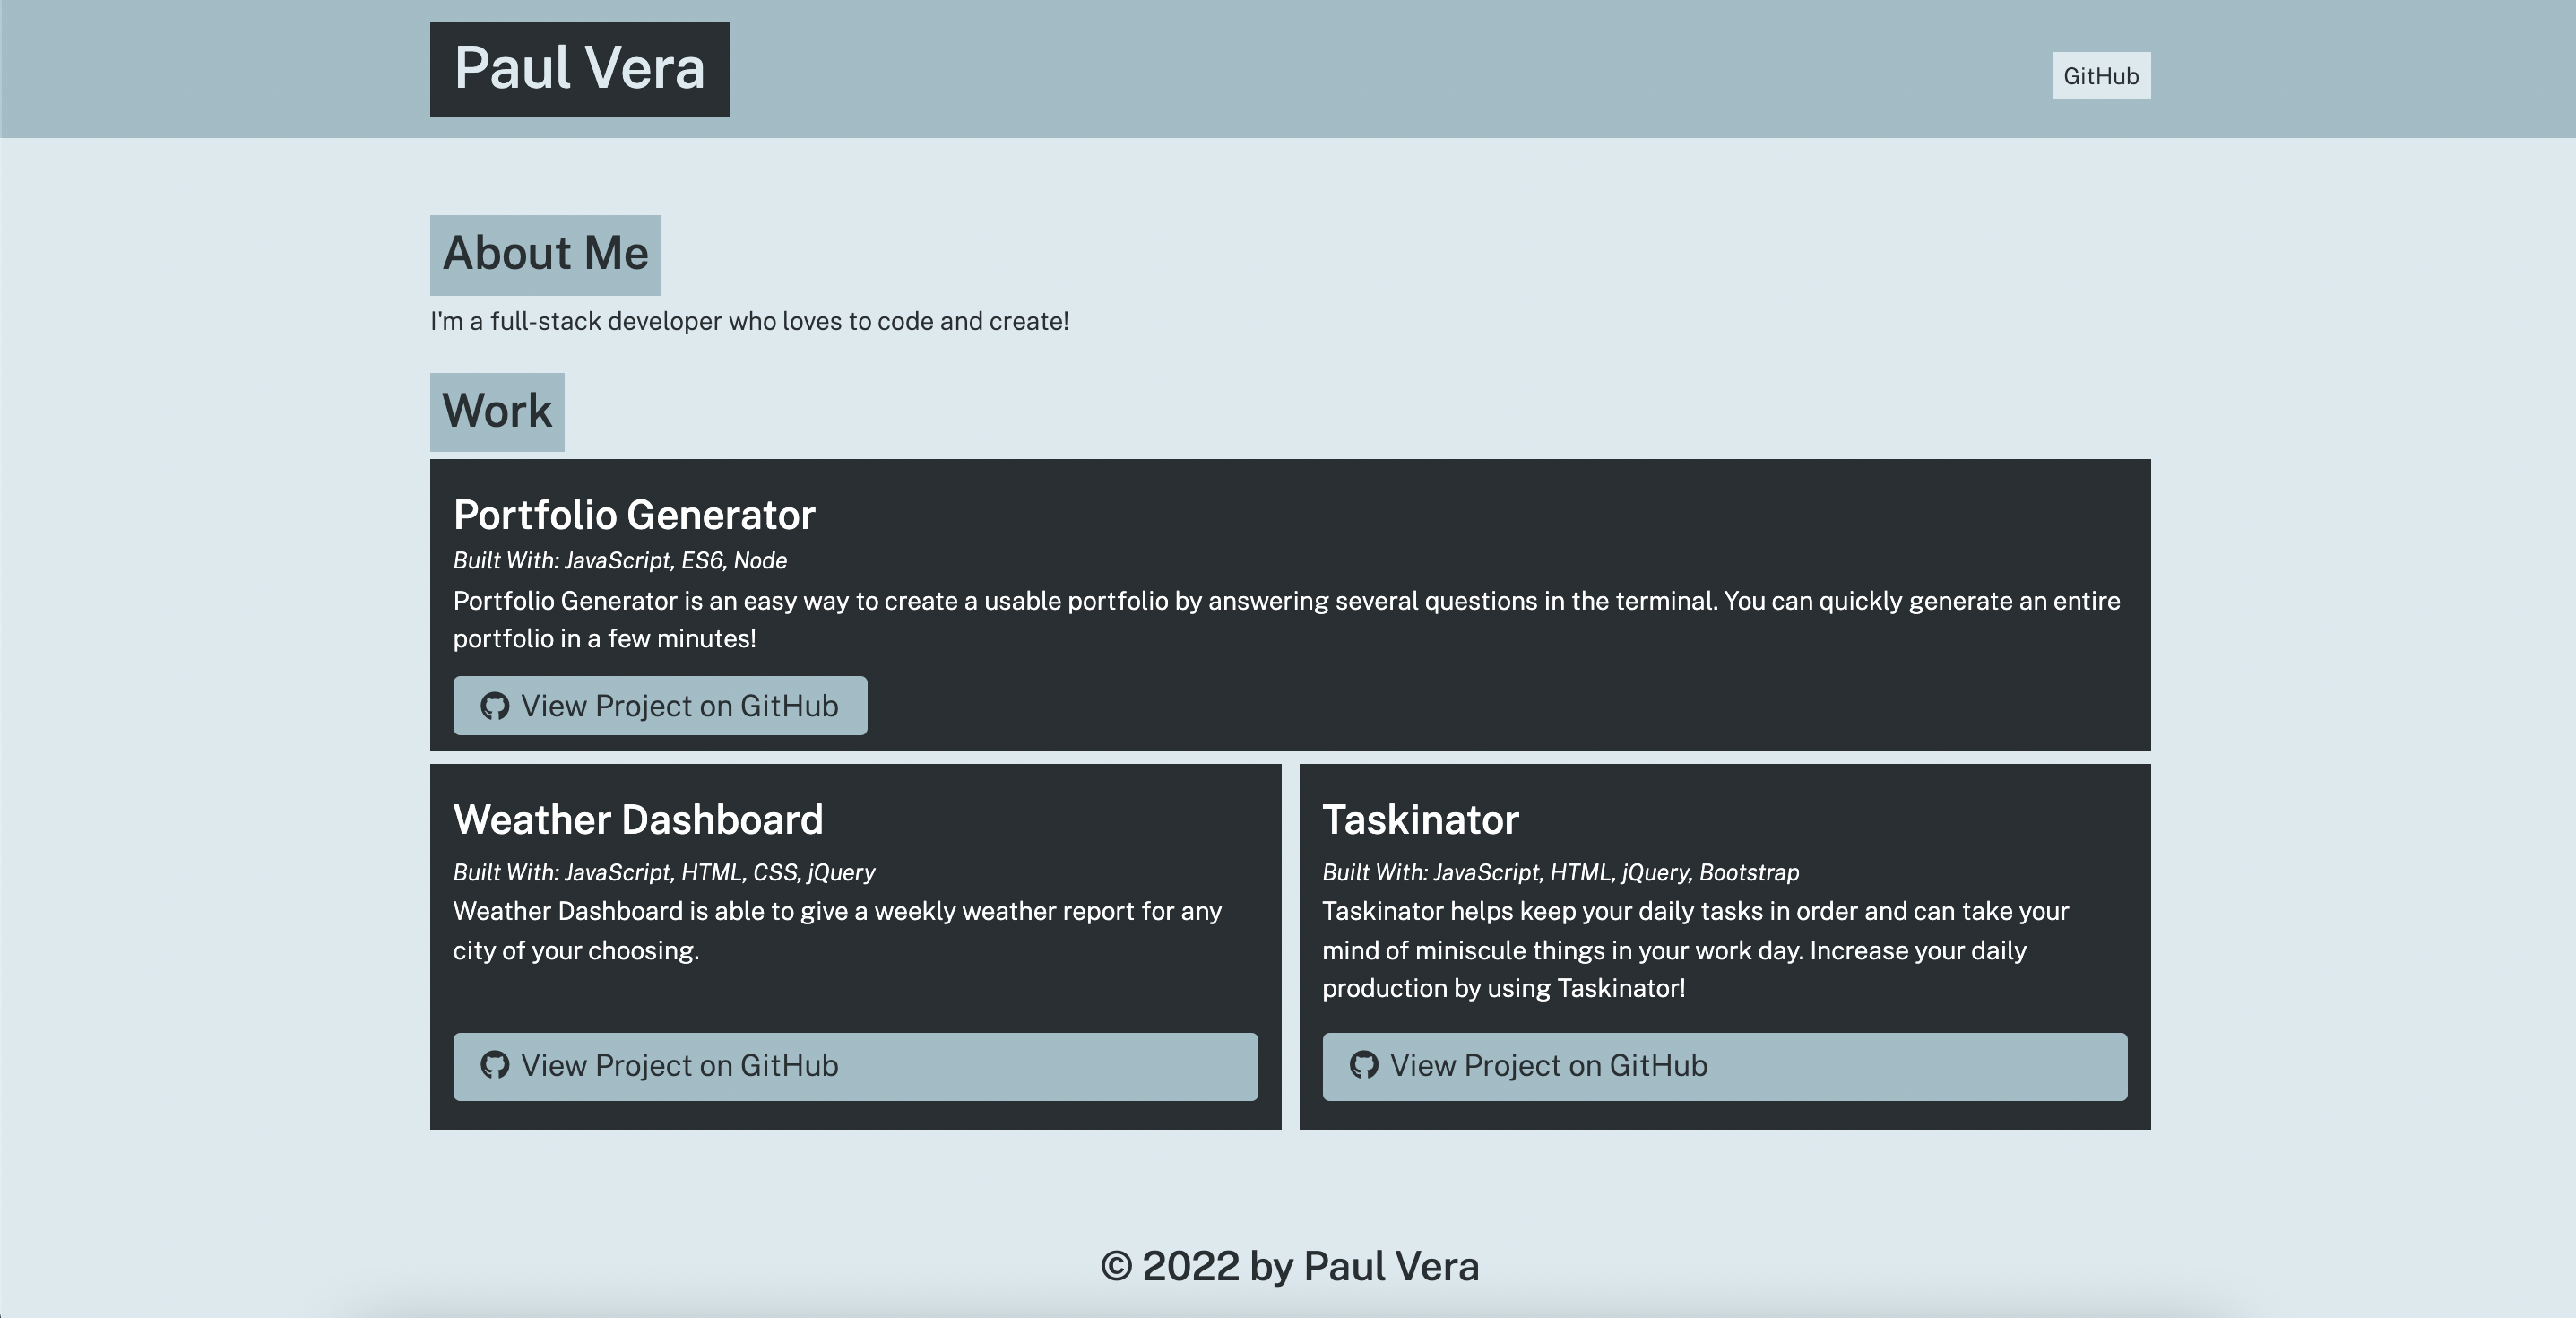 Paul Vera
GitHub
About Me
I'm a full-stack developer who loves to code and create!
Work
Portfolio Generator
Built With: JavaScript, ES6, Node
Portfolio Generator is an easy way to create a usable portfolio by answering several questions in the terminal. You can quickly generate an entire
portfolio in a few minutes!
View Project on GitHub
Weather Dashboard
Built With: JavaScript, HTML, CSS, jQuery
Weather Dashboard is able to give a weekly weather report for any
city of your choosing.
View Project on GitHub
Taskinator
Built With: JavaScript, HTML, jQuery, Bootstrap
Taskinator helps keep your daily tasks in order and can take your
mind of miniscule things in your work day. Increase your daily
production by using Taskinator!
View Project on GitHub
© 2022 by Paul Vera